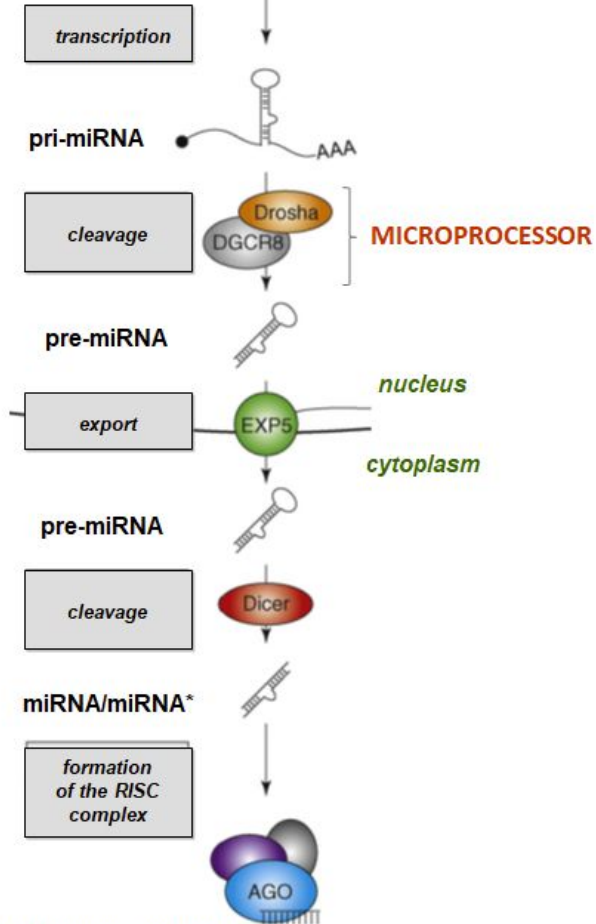 transcription
pri-miRNA
AAA
cleavage
Drosha
DGCR8
MICROPROCESSOR
pre-miRNA
nucleus
export
EXP5
cytoplasm
pre-miRNA
cleavage
Dicer
miRNA/miRNA*
formation
of the RISC
complex
AGO